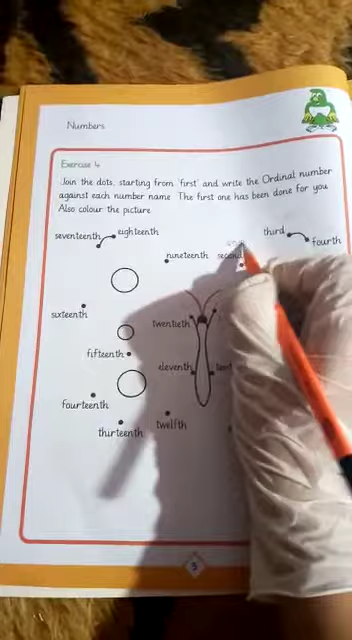 Numbers
Exercise 4
Join the dots, starting from 'first' and write the Ordinal number
against each number name. The first one has been done for you
Also colour the picture
seventeenth eighteenth third fourth
nineteenth second
sixteenth
twentieth
fifteenth
eleventh
fourteenth
thirteenth twelfth
5